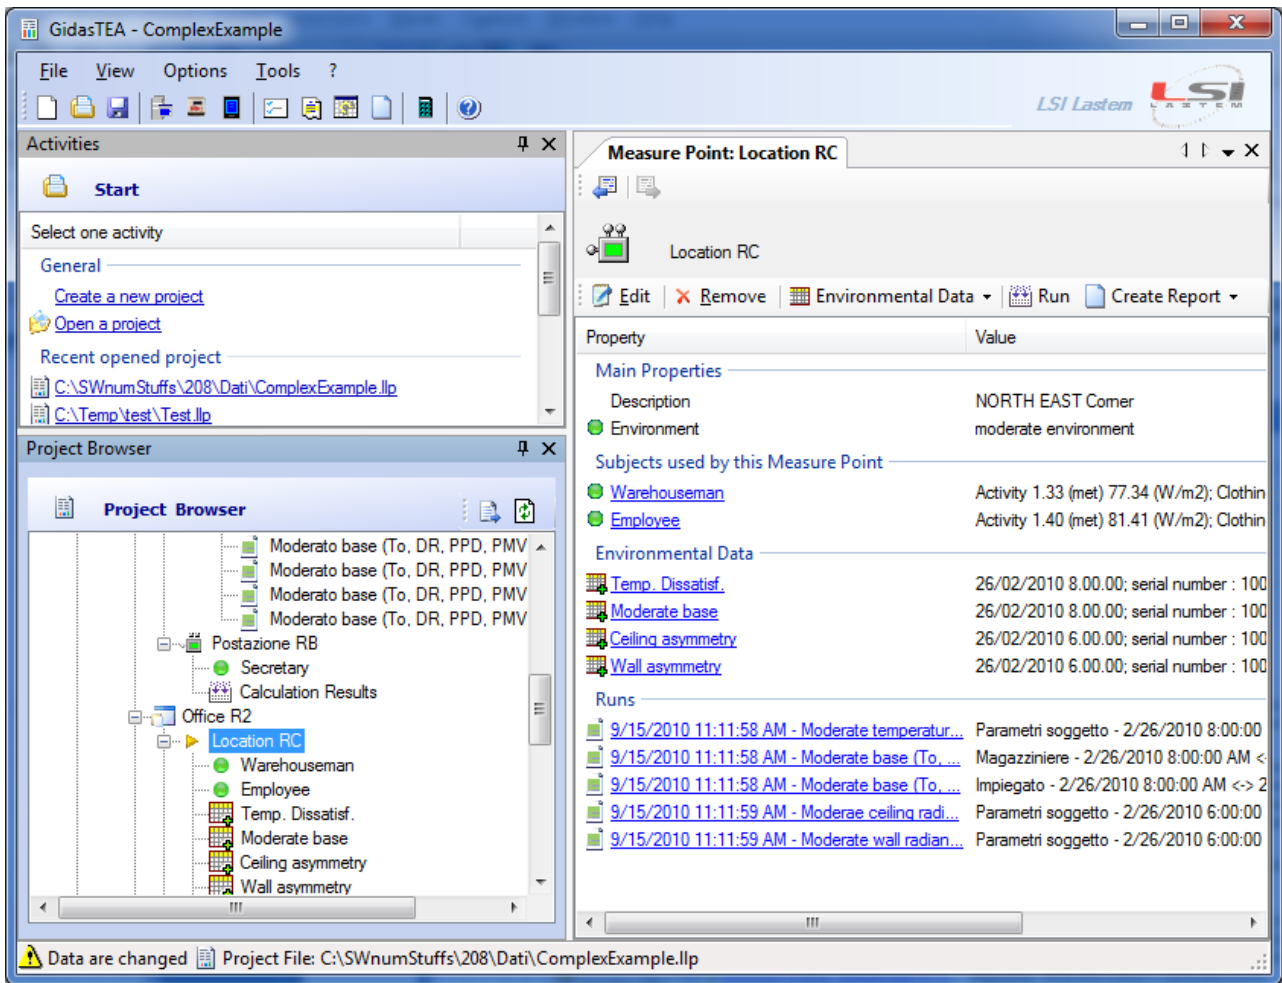 GidasTEA - ComplexExample
File View Options Tools ?
LSI Lastem
LSI
LASTEM
Activities
Start
Select one activity
General
Create a new project
Open a project
Recent opened project
C:\SWnumStuffs\208\Dati\ComplexExample.llp
C:\Temp\test\Test.llp
Project Browser
Project Browser
Moderato base (To, DR, PPD, PMV
Moderato base (To, DR, PPD, PMV
Moderato base (To, DR, PPD, PMV
Moderato base (To, DR, PPD, PMV
Postazione RB
Secretary
Calculation Results
Office R2
Location RC
Warehouseman
Employee
Temp. Dissatisf.
Moderate base
Ceiling asymmetry
Wall asymmetry
Measure Point: Location RC
Location RC
Edit Remove Environmental Data Run Create Report
Property Value
Main Properties
Description NORTH EAST Corner
Environment moderate environment
Subjects used by this Measure Point
Warehouseman Activity 1.33 (met) 77.34 (W/m2); Clothin
Employee Activity 1.40 (met) 81.41 (W/m2); Clothin
Environmental Data
Temp. Dissatisf. 26/02/2010 8.00.00; serial number : 100
Moderate base 26/02/2010 8.00.00; serial number : 100
Ceiling asymmetry 26/02/2010 6.00.00; serial number : 100
Wall asymmetry 26/02/2010 6.00.00; serial number : 100
Runs
9/15/2010 11:11:58 AM - Moderate temperatur... Parametri soggetto - 2/26/2010 8:00:00
9/15/2010 11:11:58 AM - Moderate base (To, ... Magazziniere - 2/26/2010 8:00:00 AM <-
9/15/2010 11:11:58 AM - Moderate base (To, ... Impiegato - 2/26/2010 8:00:00 AM <-> 2
9/15/2010 11:11:59 AM - Moderae ceiling radi... Parametri soggetto - 2/26/2010 6:00:00
9/15/2010 11:11:59 AM - Moderate wall radian... Parametri soggetto - 2/26/2010 6:00:00
Data are changed Project File: C:\SWnumStuffs\208\Dati\ComplexExample.llp